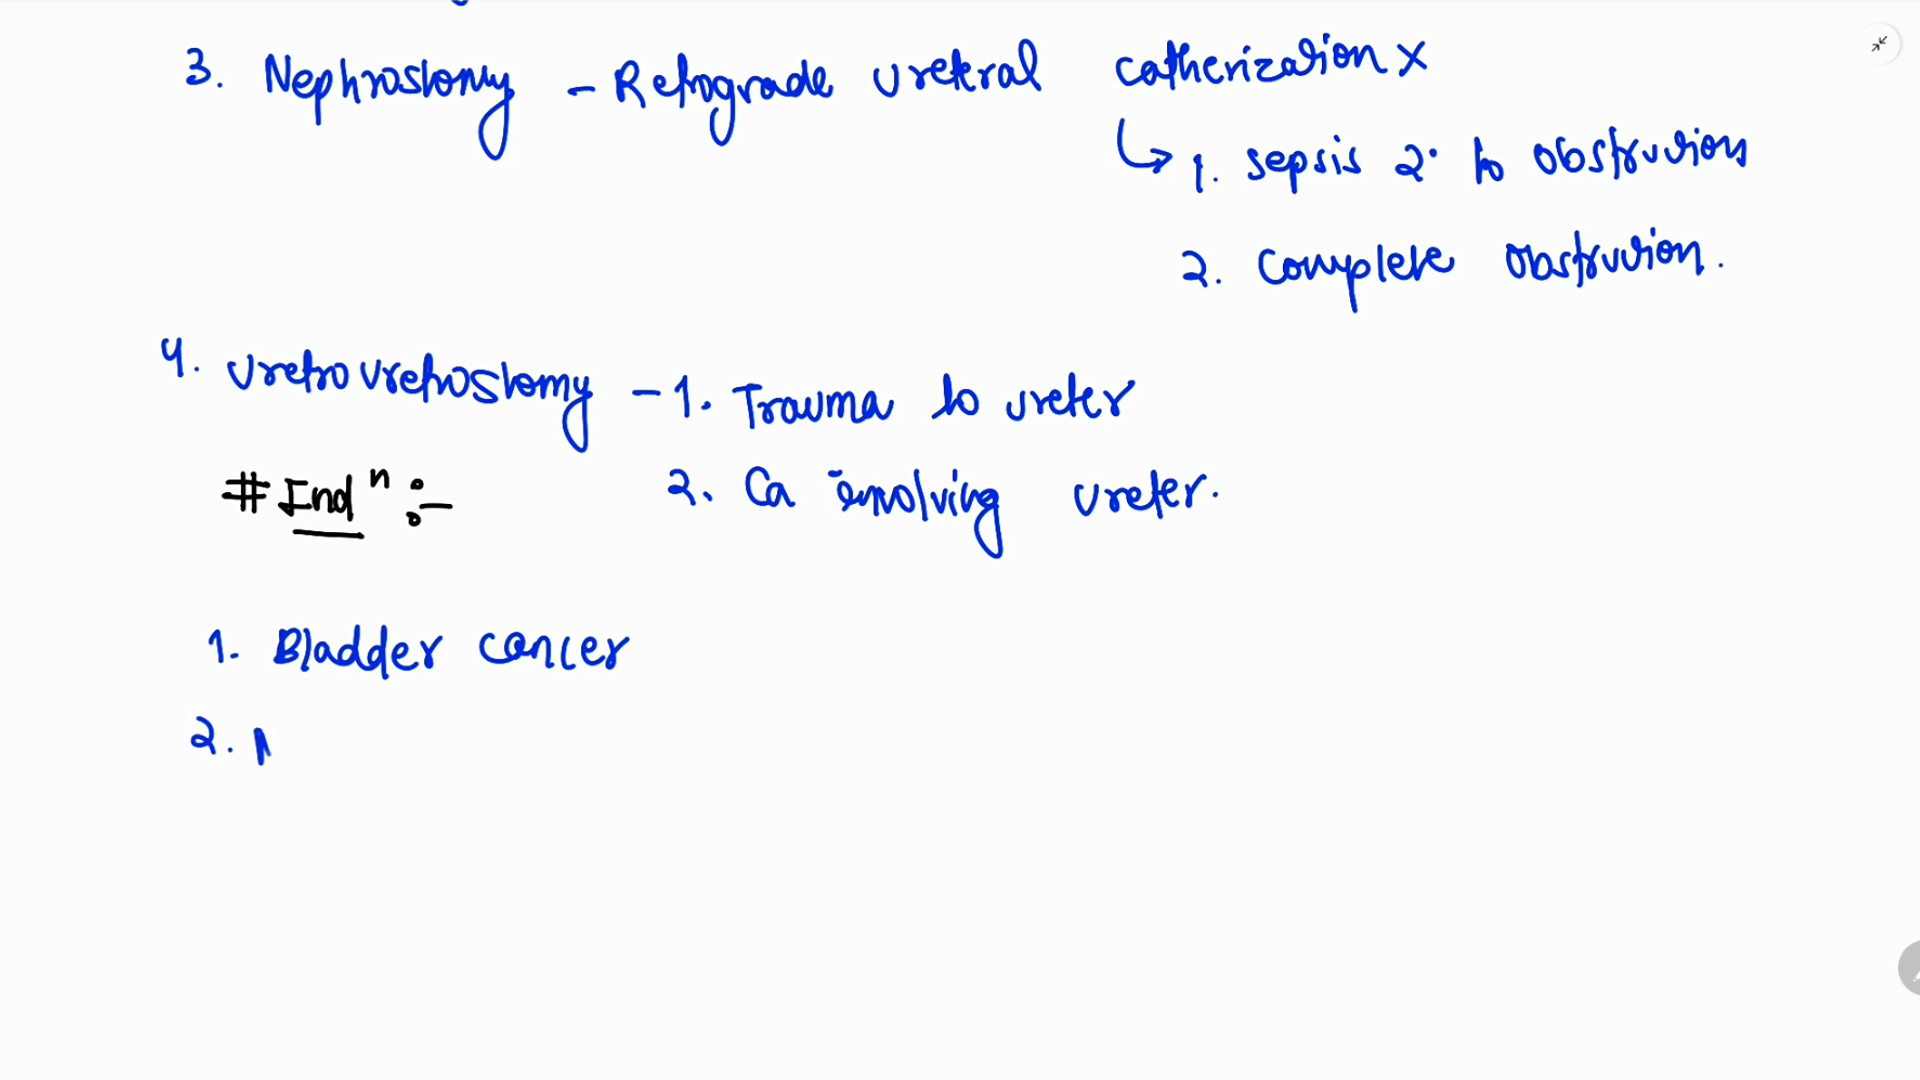 3. Nephrostomy - Retrograde ureteral catherization X
↳ 1. sepsis 2° to obstruction
2. complete obstruction.
4. Uretrouretrostomy - 1. Trauma to ureter
# Indⁿ :- 2. Ca involving ureter.
1. Bladder cancer
2.